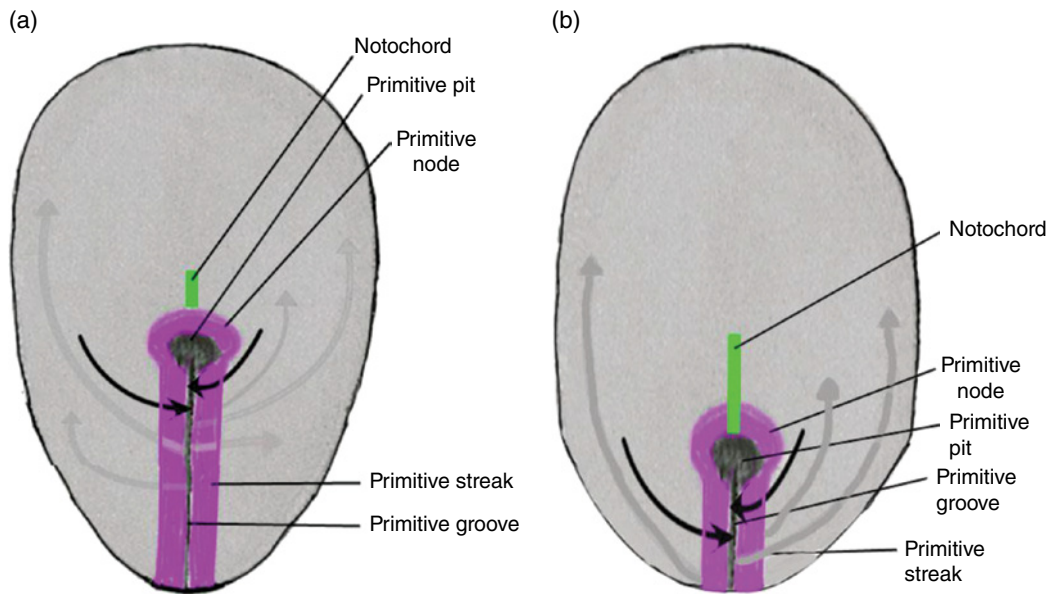 (a)
Notochord
Primitive pit
Primitive
node
Primitive streak
Primitive groove
(b)
Notochord
Primitive
node
Primitive
pit
Primitive
groove
Primitive
streak